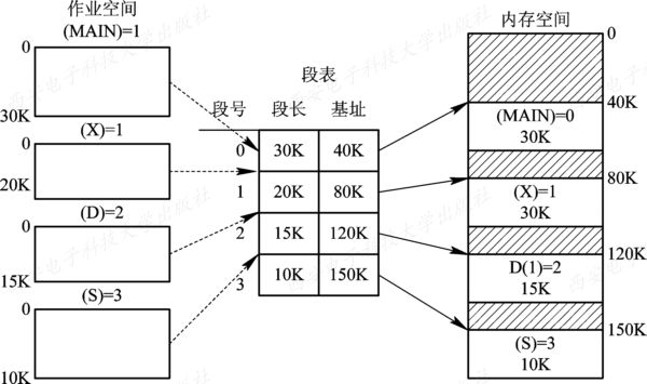 作业空间
(MAIN)=1
0
30K
(X)=1
0
20K
(D)=2
0
15K
(S)=3
0
10K
段表
段号 段长 基址
0 30K 40K
1 20K 80K
2 15K 120K
3 10K 150K
内存空间
0
40K
(MAIN)=0
30K
80K
(X)=1
30K
120K
D(1)=2
15K
150K
(S)=3
10K
西安电子科技大学出版社